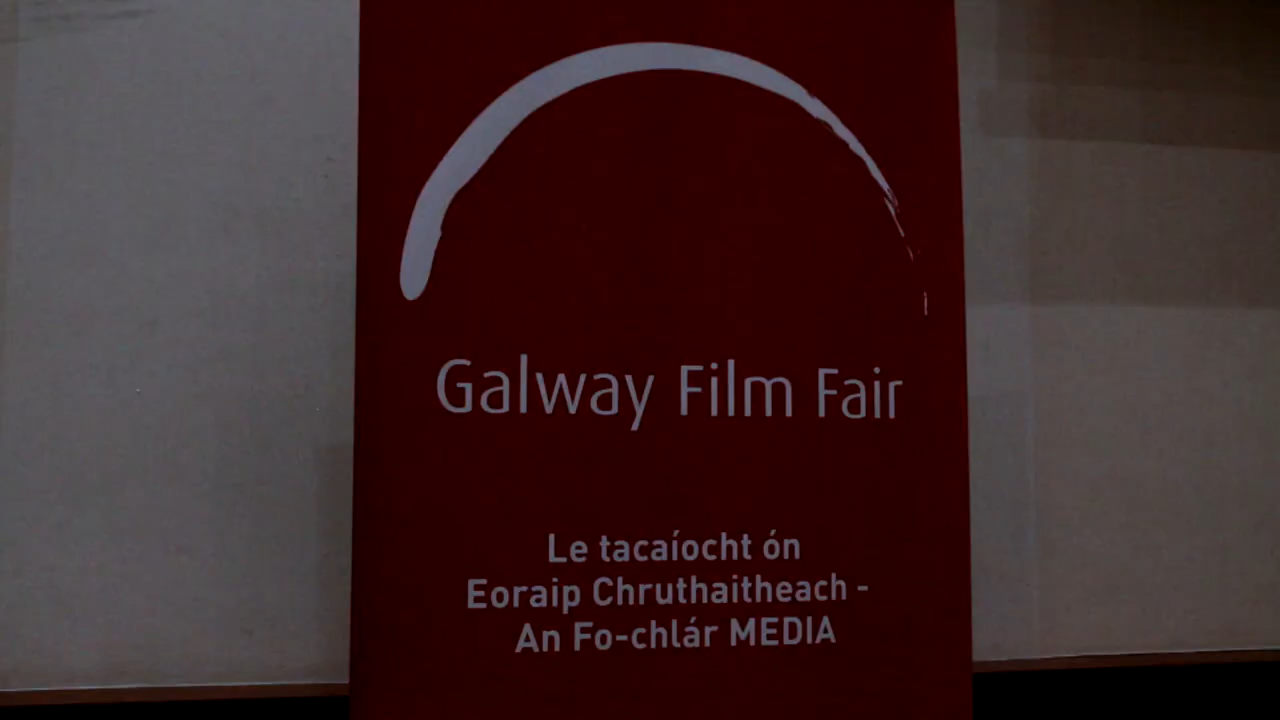 Galway Film Fair
Le tacaíocht ón
Eoraip Chruthaitheach -
An Fo-chlár MEDIA